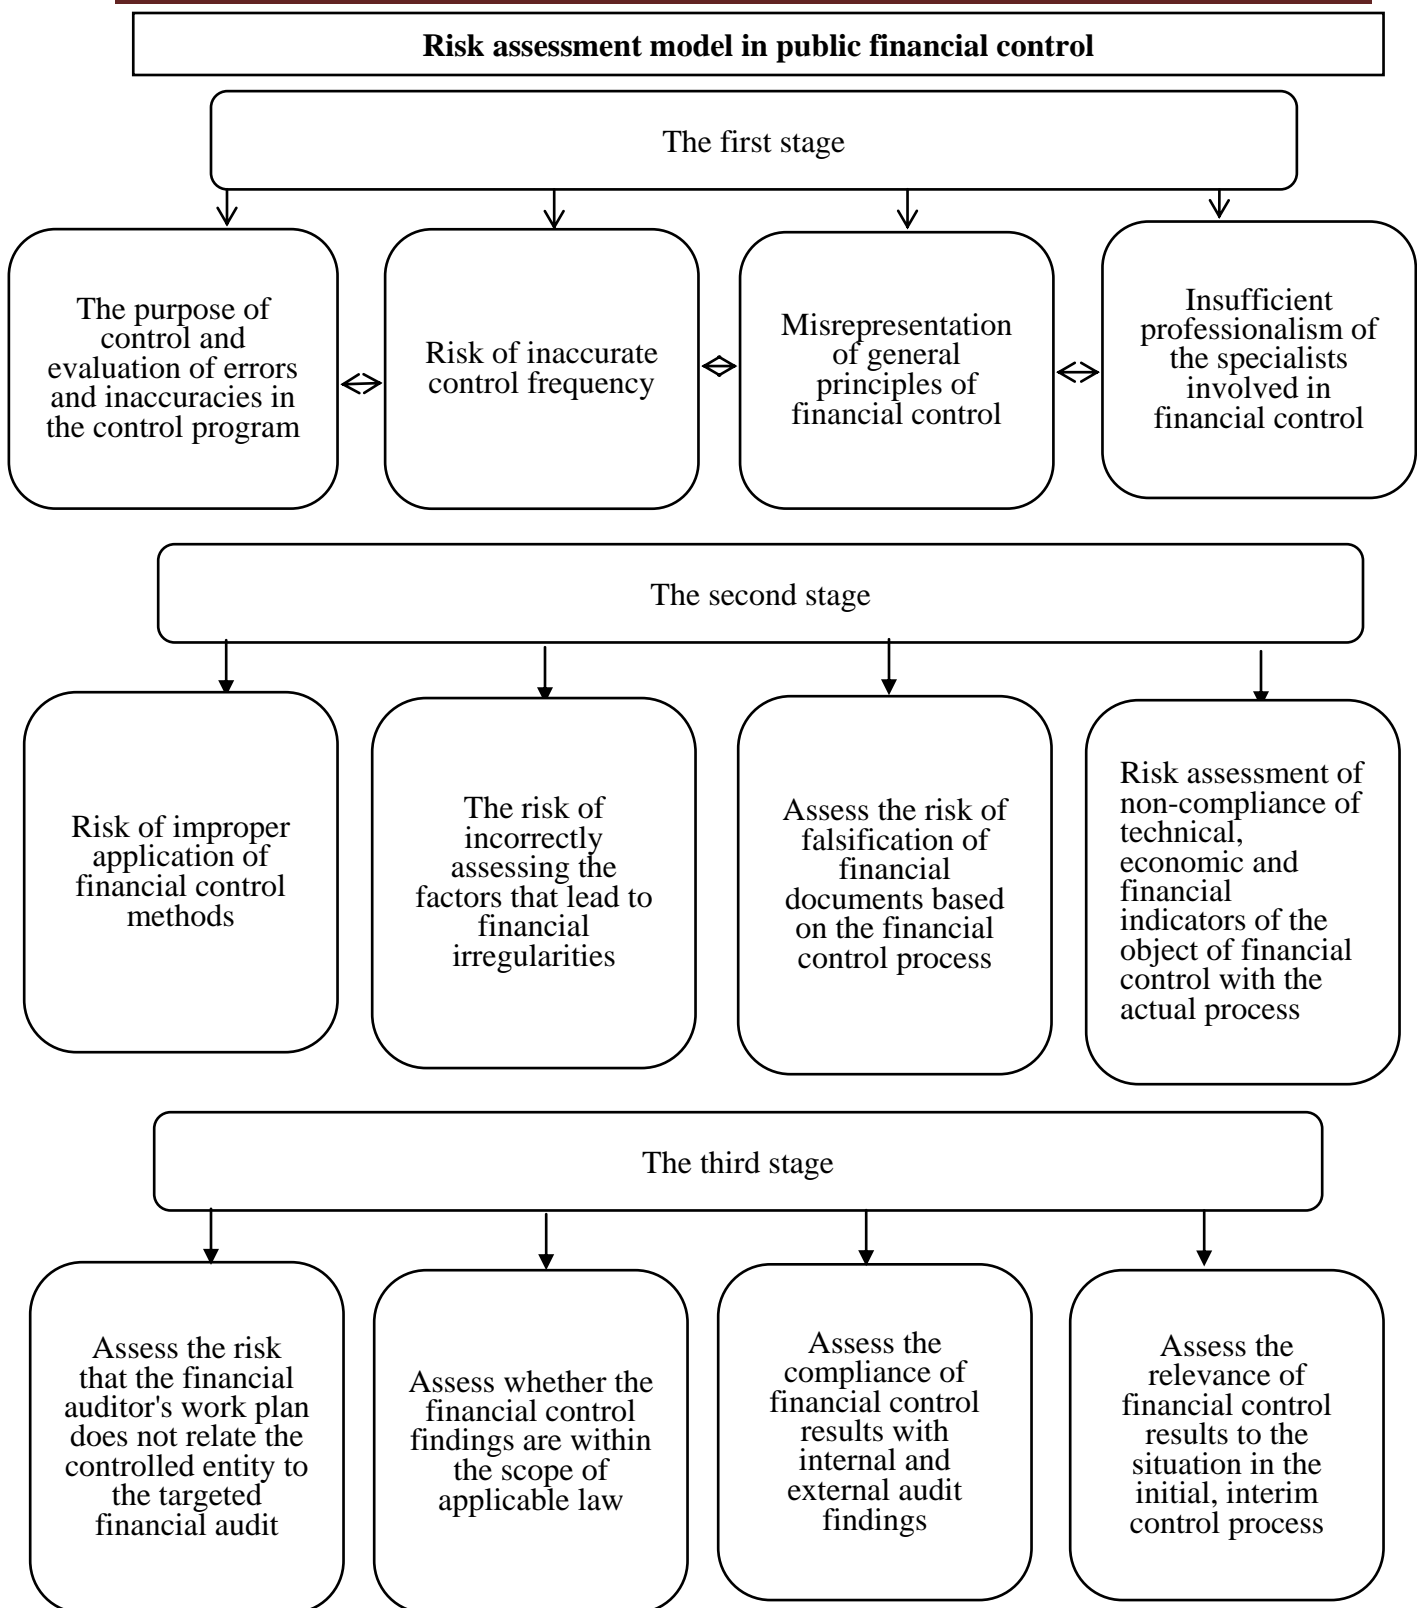 Risk assessment model in public financial control
The first stage
The purpose of
control and
evaluation of errors
and inaccuracies in
the control program
Risk of inaccurate
control frequency
Misrepresentation
of general
principles of
financial control
Insufficient
professionalism of
the specialists
involved in
financial control
The second stage
Risk of improper
application of
financial control
methods
The risk of
incorrectly
assessing the
factors that lead to
financial
irregularities
Assess the risk of
falsification of
financial
documents based
on the financial
control process
Risk assessment of
non-compliance of
technical,
economic and
financial
indicators of the
object of financial
control with the
actual process
The third stage
Assess the risk
that the financial
auditor's work plan
does not relate the
controlled entity to
the targeted
financial audit
Assess whether the
financial control
findings are within
the scope of
applicable law
Assess the
compliance of
financial control
results with
internal and
external audit
findings
Assess the
relevance of
financial control
results to the
situation in the
initial, interim
control process